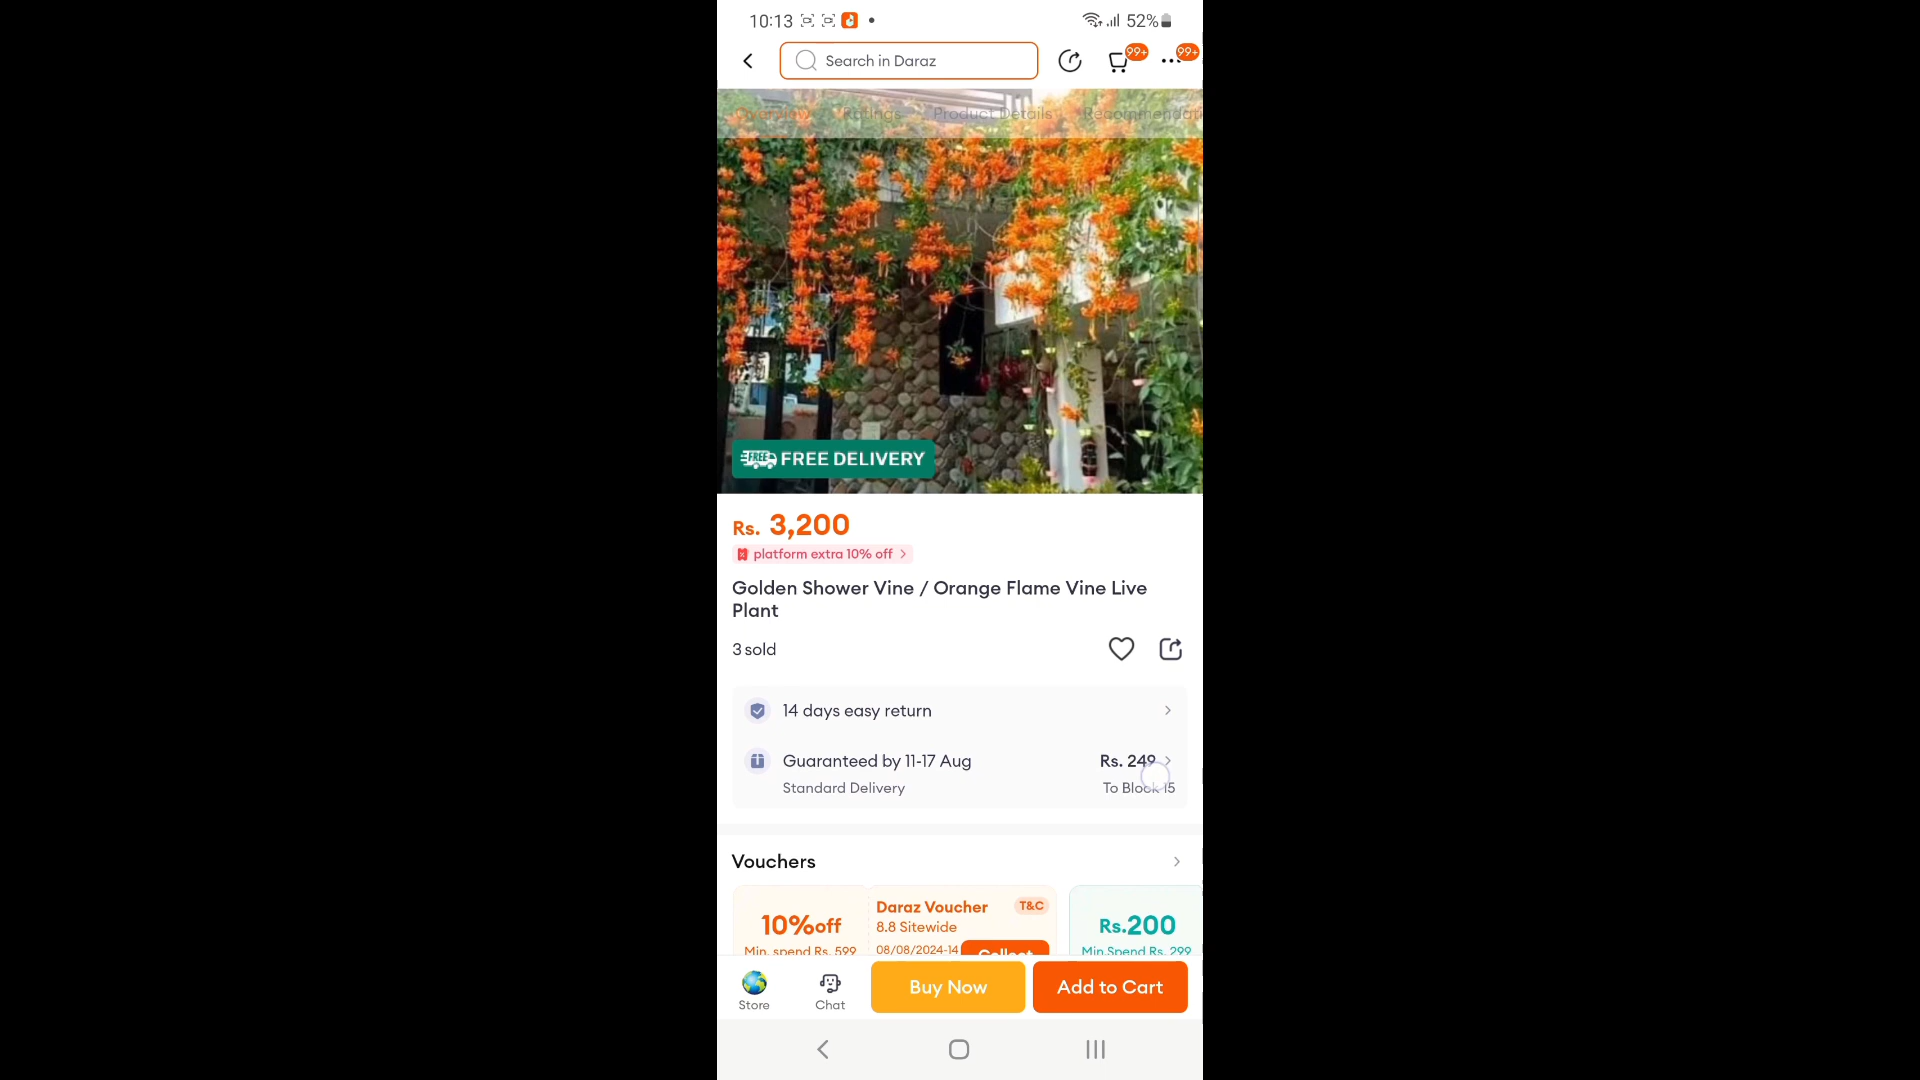 10:13
52%
Search in Daraz
99+
99+
Overview Ratings Product Details Recommendati
FREE FREE DELIVERY
Rs. 3,200
platform extra 10% off
Golden Shower Vine / Orange Flame Vine Live
Plant
3 sold
14 days easy return
Guaranteed by 11-17 Aug Rs. 249
Standard Delivery To Block 15
Vouchers
10%off
Min. spend Rs. 599
Daraz Voucher T&C
8.8 Sitewide
08/08/2024-14
Collect
Rs.200
Min.Spend Rs. 299
Store
Chat
Buy Now
Add to Cart